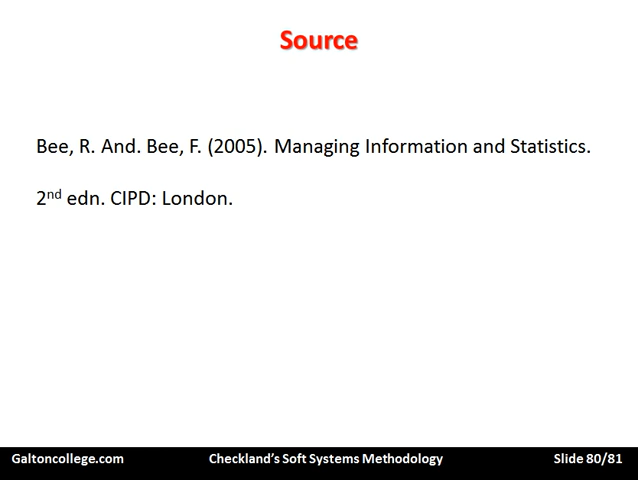 Source
Bee, R. And. Bee, F. (2005). Managing Information and Statistics.
2nd edn. CIPD: London.
Galtoncollege.com Checkland's Soft Systems Methodology Slide 80/81